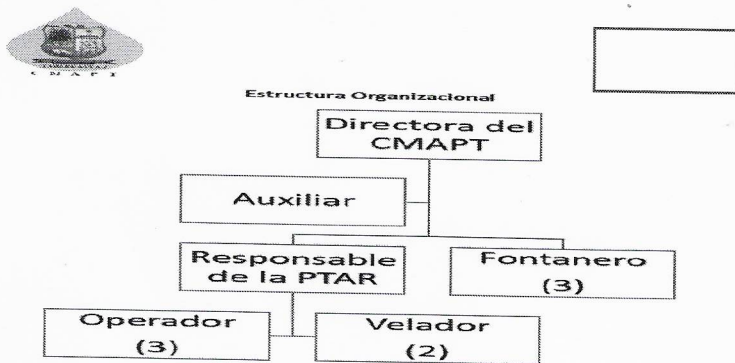 C M A P T
Estructura Organizacional
Directora del
CMAPT
Auxiliar
Responsable
de la PTAR
Fontanero
(3)
Operador
(3)
Velador
(2)